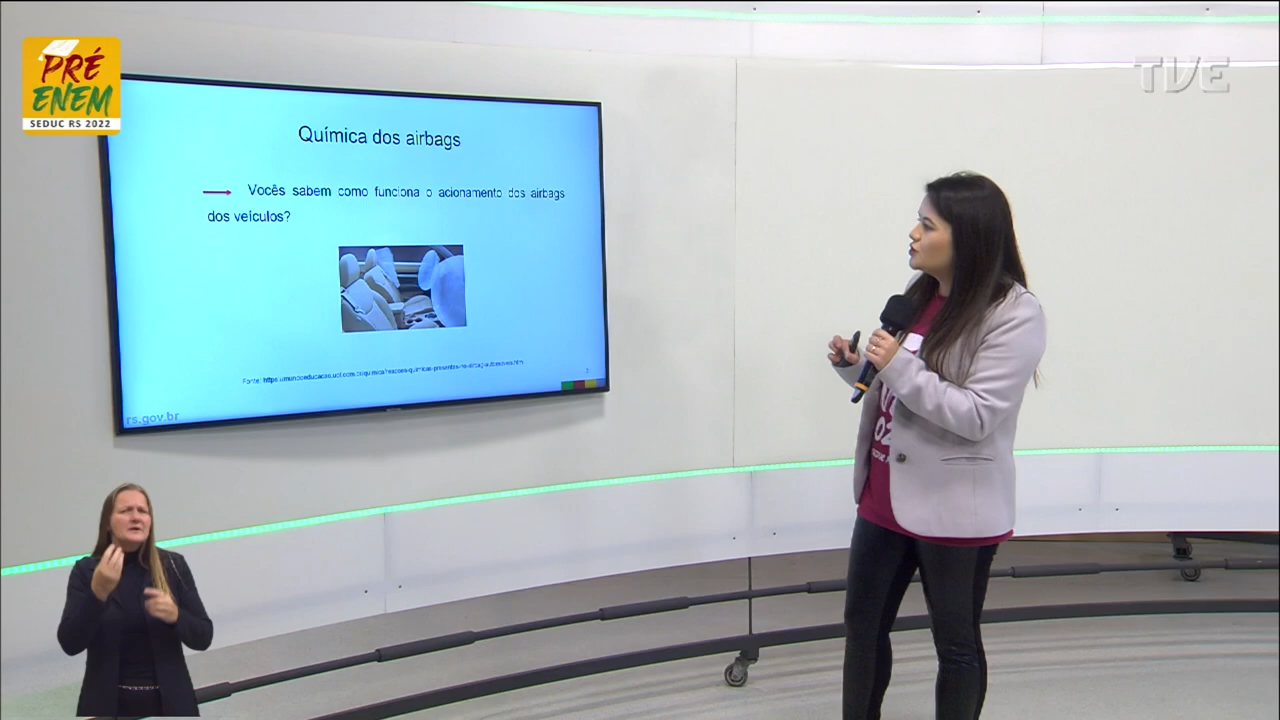 PRÉ
ENEM
SEDUC RS 2022
TVE
Química dos airbags
Vocês sabem como funciona o acionamento dos airbags
dos veículos?
Fonte:
rs.gov.br